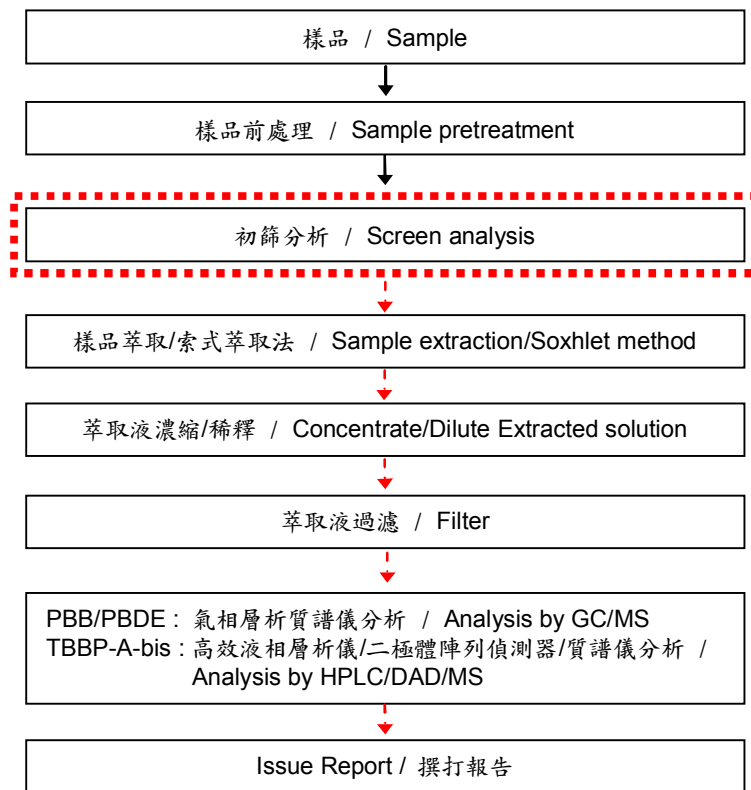 樣品 / Sample
樣品前處理 / Sample pretreatment
初篩分析 / Screen analysis
樣品萃取/索式萃取法 / Sample extraction/Soxhlet method
萃取液濃縮/稀釋 / Concentrate/Dilute Extracted solution
萃取液過濾 / Filter
PBB/PBDE : 氣相層析質譜儀分析 / Analysis by GC/MS
TBBP-A-bis : 高效液相層析儀/二極體陣列偵測器/質譜儀分析 /
Analysis by HPLC/DAD/MS
Issue Report / 撰打報告